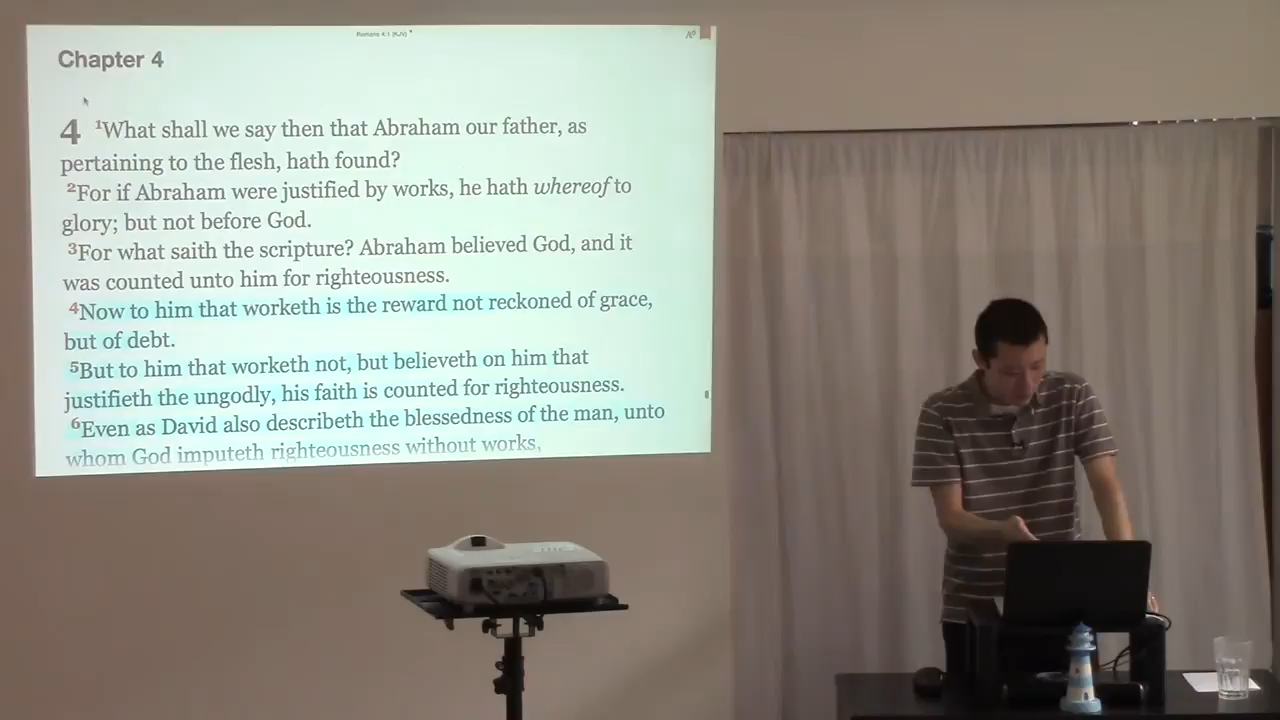 Romans 4:1 (KJV)
Chapter 4
4 1What shall we say then that Abraham our father, as
pertaining to the flesh, hath found?
2For if Abraham were justified by works, he hath whereof to
glory; but not before God.
3For what saith the scripture? Abraham believed God, and it
was counted unto him for righteousness.
4Now to him that worketh is the reward not reckoned of grace,
but of debt.
5But to him that worketh not, but believeth on him that
justifieth the ungodly, his faith is counted for righteousness.
6Even as David also describeth the blessedness of the man, unto
whom God imputeth righteousness without works,